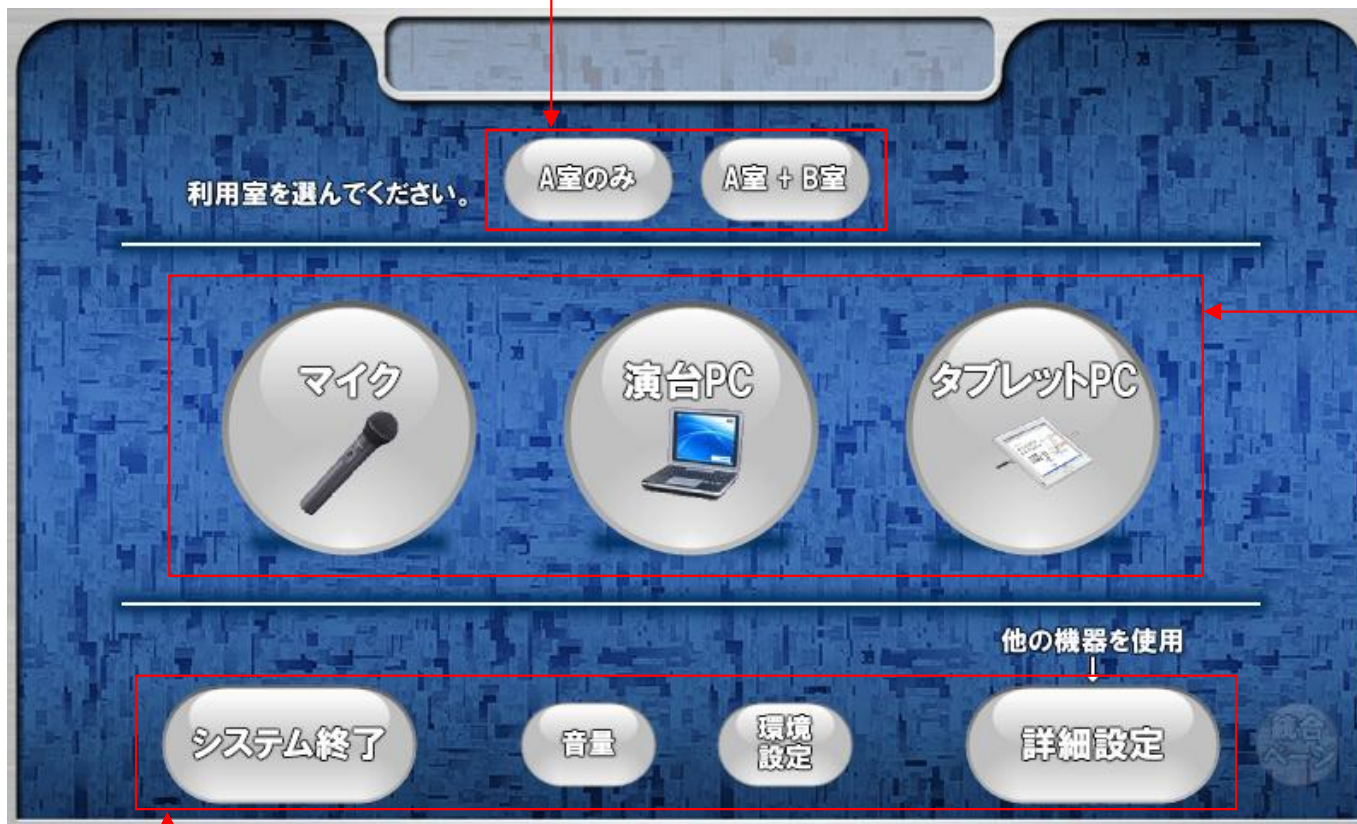 利用室を選んでください。
A室のみ
A室 + B室
マイク
演台PC
タブレットPC
他の機器を使用
↓
システム終了
音量
環境
設定
詳細設定